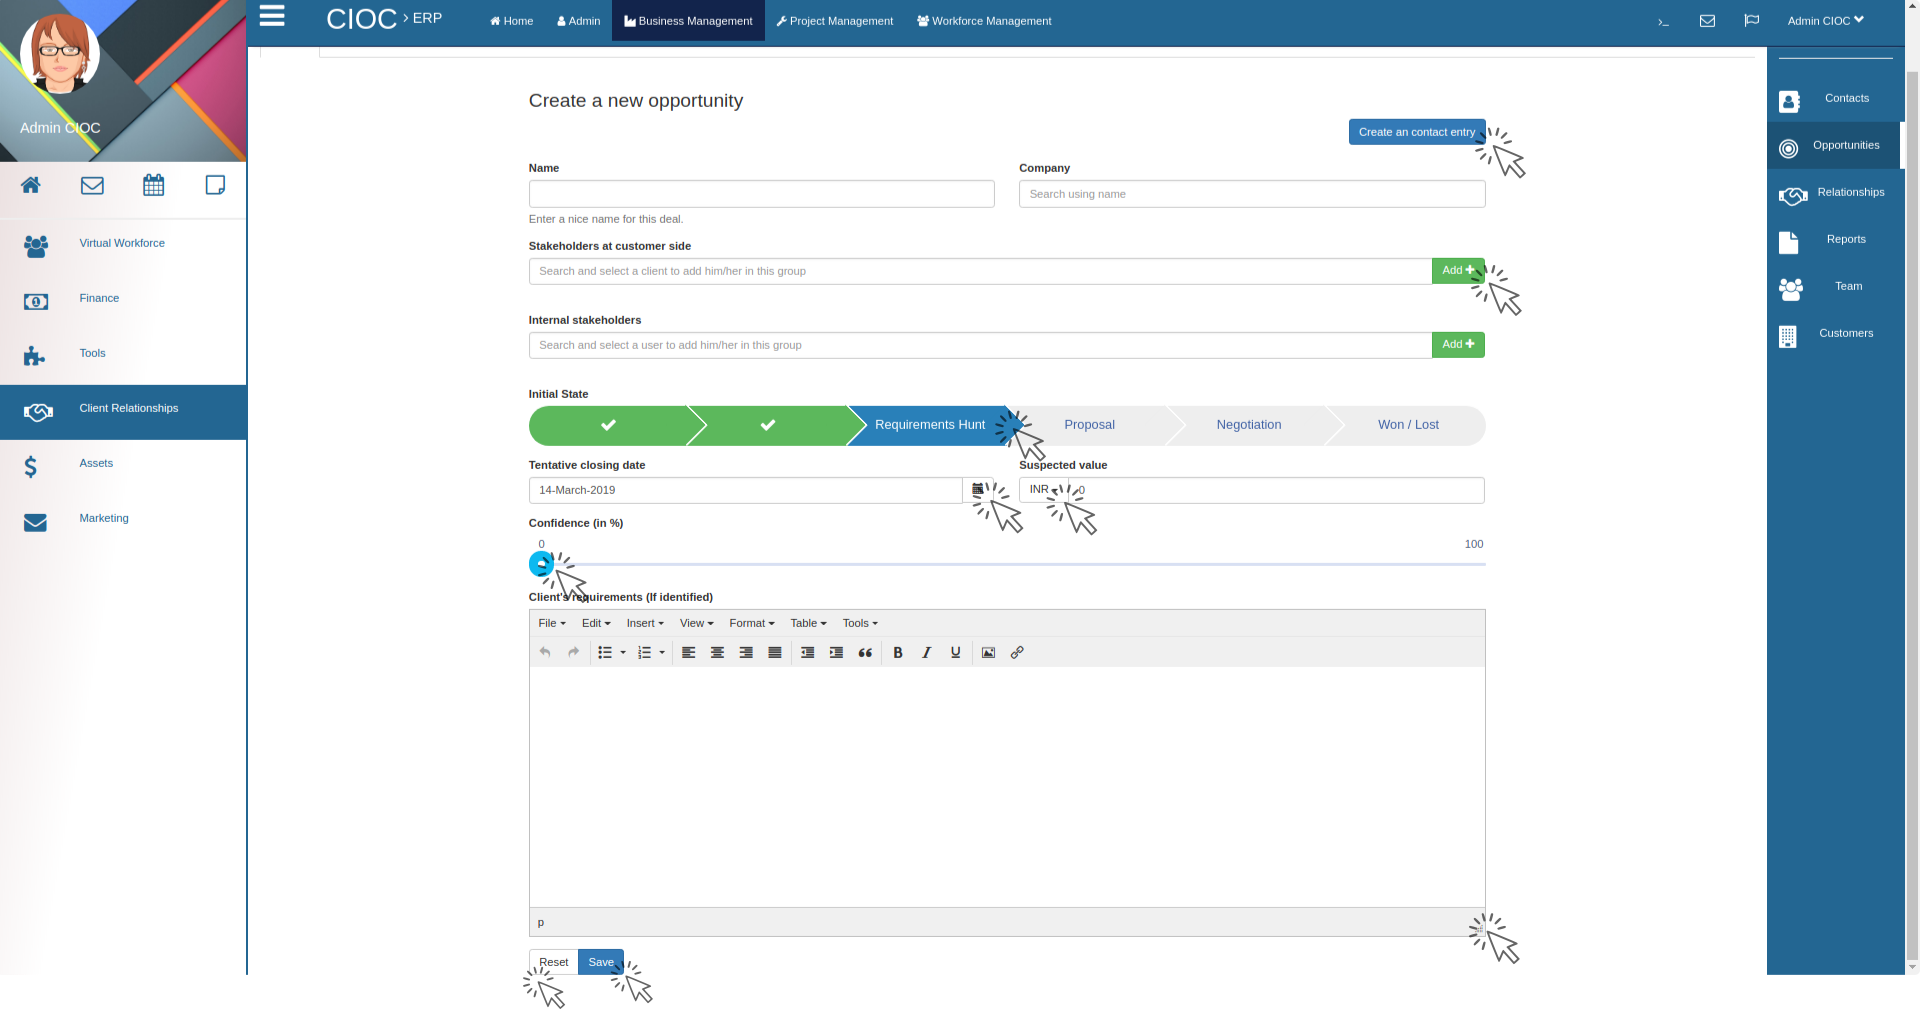 CIOC > ERP
Home
Admin
Business Management
Project Management
Workforce Management
>_
Admin CIOC
Admin CIOC
Virtual Workforce
Finance
Tools
Client Relationships
Assets
Marketing
Create a new opportunity
Create an contact entry
Name
Company
Search using name
Enter a nice name for this deal.
Stakeholders at customer side
Search and select a client to add him/her in this group
Add +
Internal stakeholders
Search and select a user to add him/her in this group
Add +
Initial State
Requirements Hunt
Proposal
Negotiation
Won / Lost
Tentative closing date
Suspected value
14-March-2019
INR
0
Confidence (in %)
0
100
Client's requirements (If identified)
File Edit Insert View Format Table Tools
B I U
p
Reset
Save
Contacts
Opportunities
Relationships
Reports
Team
Customers